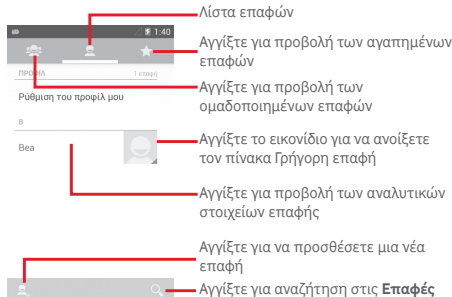 Λίστα επαφών
1:40
Αγγίξτε για προβολή των αγαπημένων
επαφών
ΠΡΟΦΙΛ
1 επαφή
Αγγίξτε για προβολή των
ομαδοποιημένων επαφών
Ρύθμιση του προφίλ μου
B
Bea
Αγγίξτε το εικονίδιο για να ανοίξετε
τον πίνακα Γρήγορη επαφή
Αγγίξτε για προβολή των αναλυτικών
στοιχείων επαφής
Αγγίξτε για να προσθέσετε μια νέα
επαφή
Αγγίξτε για αναζήτηση στις Επαφές